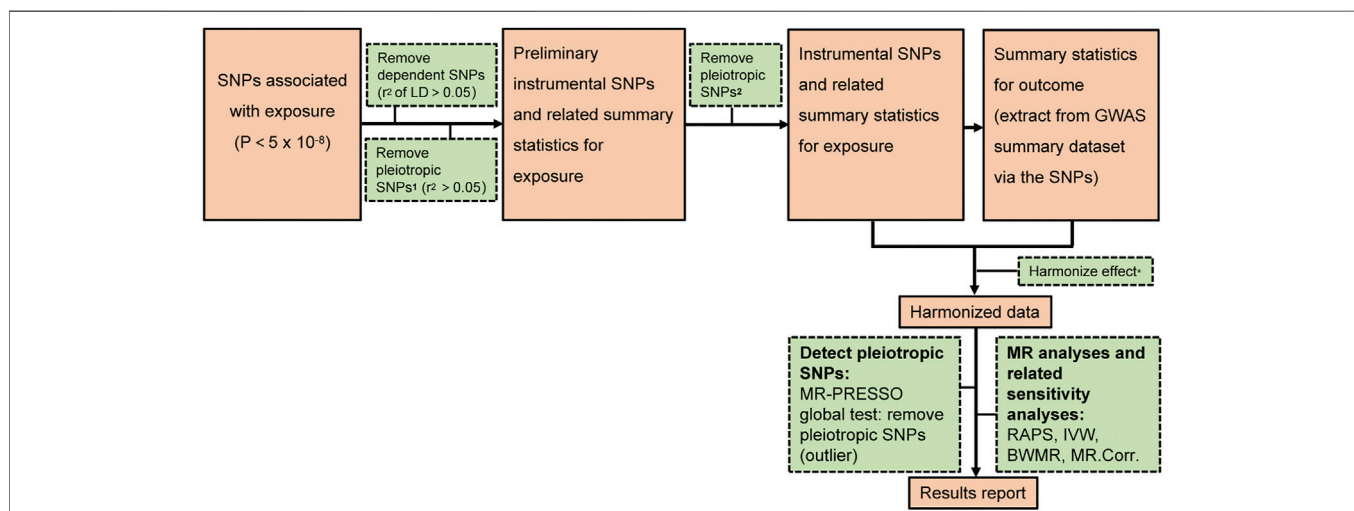 SNPs associated
with exposure
(P < 5 x 10⁻⁸)
Remove
dependent SNPs
(r² of LD > 0.05)
Remove
pleiotropic
SNPs¹ (r² > 0.05)
Preliminary
instrumental SNPs
and related summary
statistics for
exposure
Remove
pleiotropic
SNPs²
Instrumental SNPs
and related
summary statistics
for exposure
Summary statistics
for outcome
(extract from GWAS
summary dataset
via the SNPs)
Harmonize effect*
Harmonized data
Detect pleiotropic
SNPs:
MR-PRESSO
global test: remove
pleiotropic SNPs
(outlier)
MR analyses and
related
sensitivity
analyses:
RAPS, IVW,
BWMR, MR.Corr.
Results report